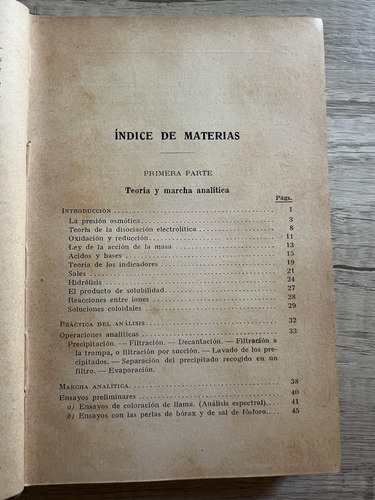 ÍNDICE DE MATERIAS
PRIMERA PARTE
Teoría y marcha analítica
Págs.
INTRODUCCIÓN 1
La presión osmótica 3
Teoría de la disociación electrolítica 8
Oxidación y reducción 11
Ley de la acción de la masa 13
Acidos y bases 15
Teoría de los indicadores 19
Sales 21
Hidrólisis 24
El producto de solubilidad 27
Reacciones entre iones 28
Soluciones coloidales 29
PRÁCTICA DEL ANÁLISIS 32
Operaciones analíticas 33
Precipitación. — Filtración. — Decantación. — Filtración a
la trompa, o filtración por succión. — Lavado de los pre-
cipitados. — Separación del precipitado recogido en un
filtro. — Evaporación.
MARCHA ANALÍTICA 38
Ensayos preliminares 40
a) Ensayos de coloración de llama. (Análisis espectral) 41
b) Ensayos con las perlas de bórax y de sal de fósforo 45